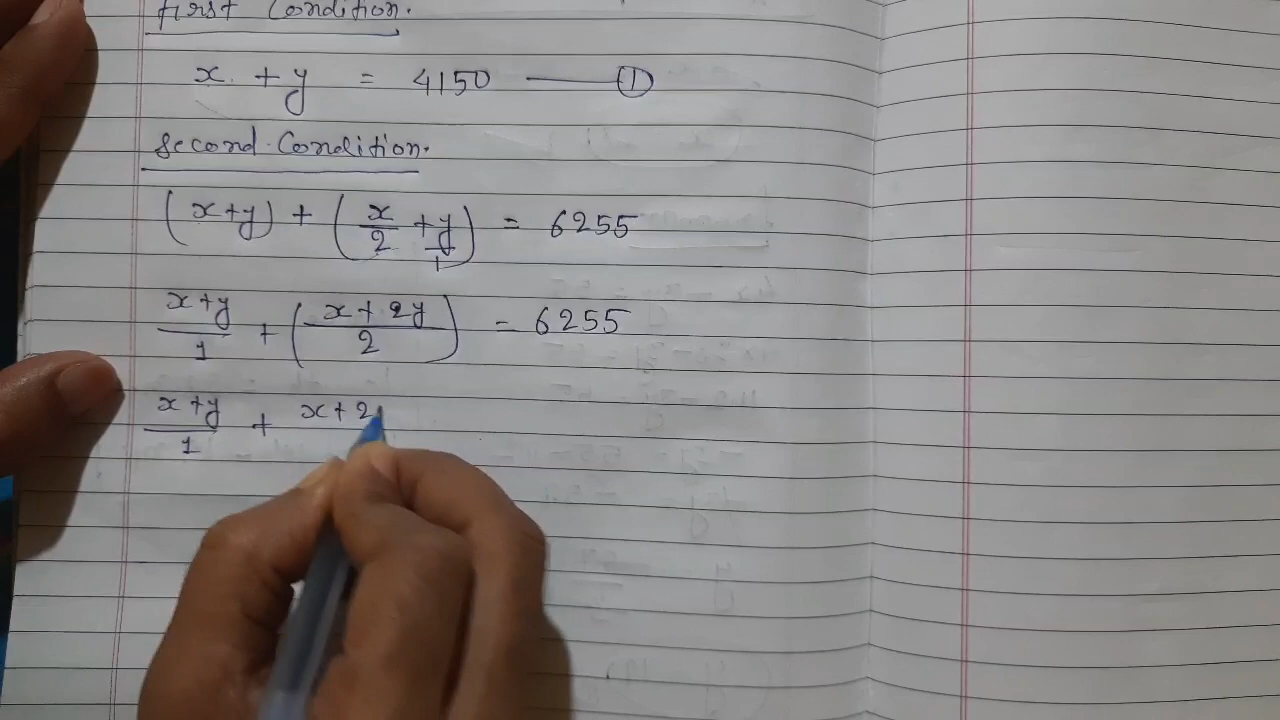 First Condition.
x + y = 4150 —— ①
Second Condition.
(x+y) + (x/2 + y/1) = 6255
x+y/1 + (x + 2y/2) = 6255
x+y/1 + x+2